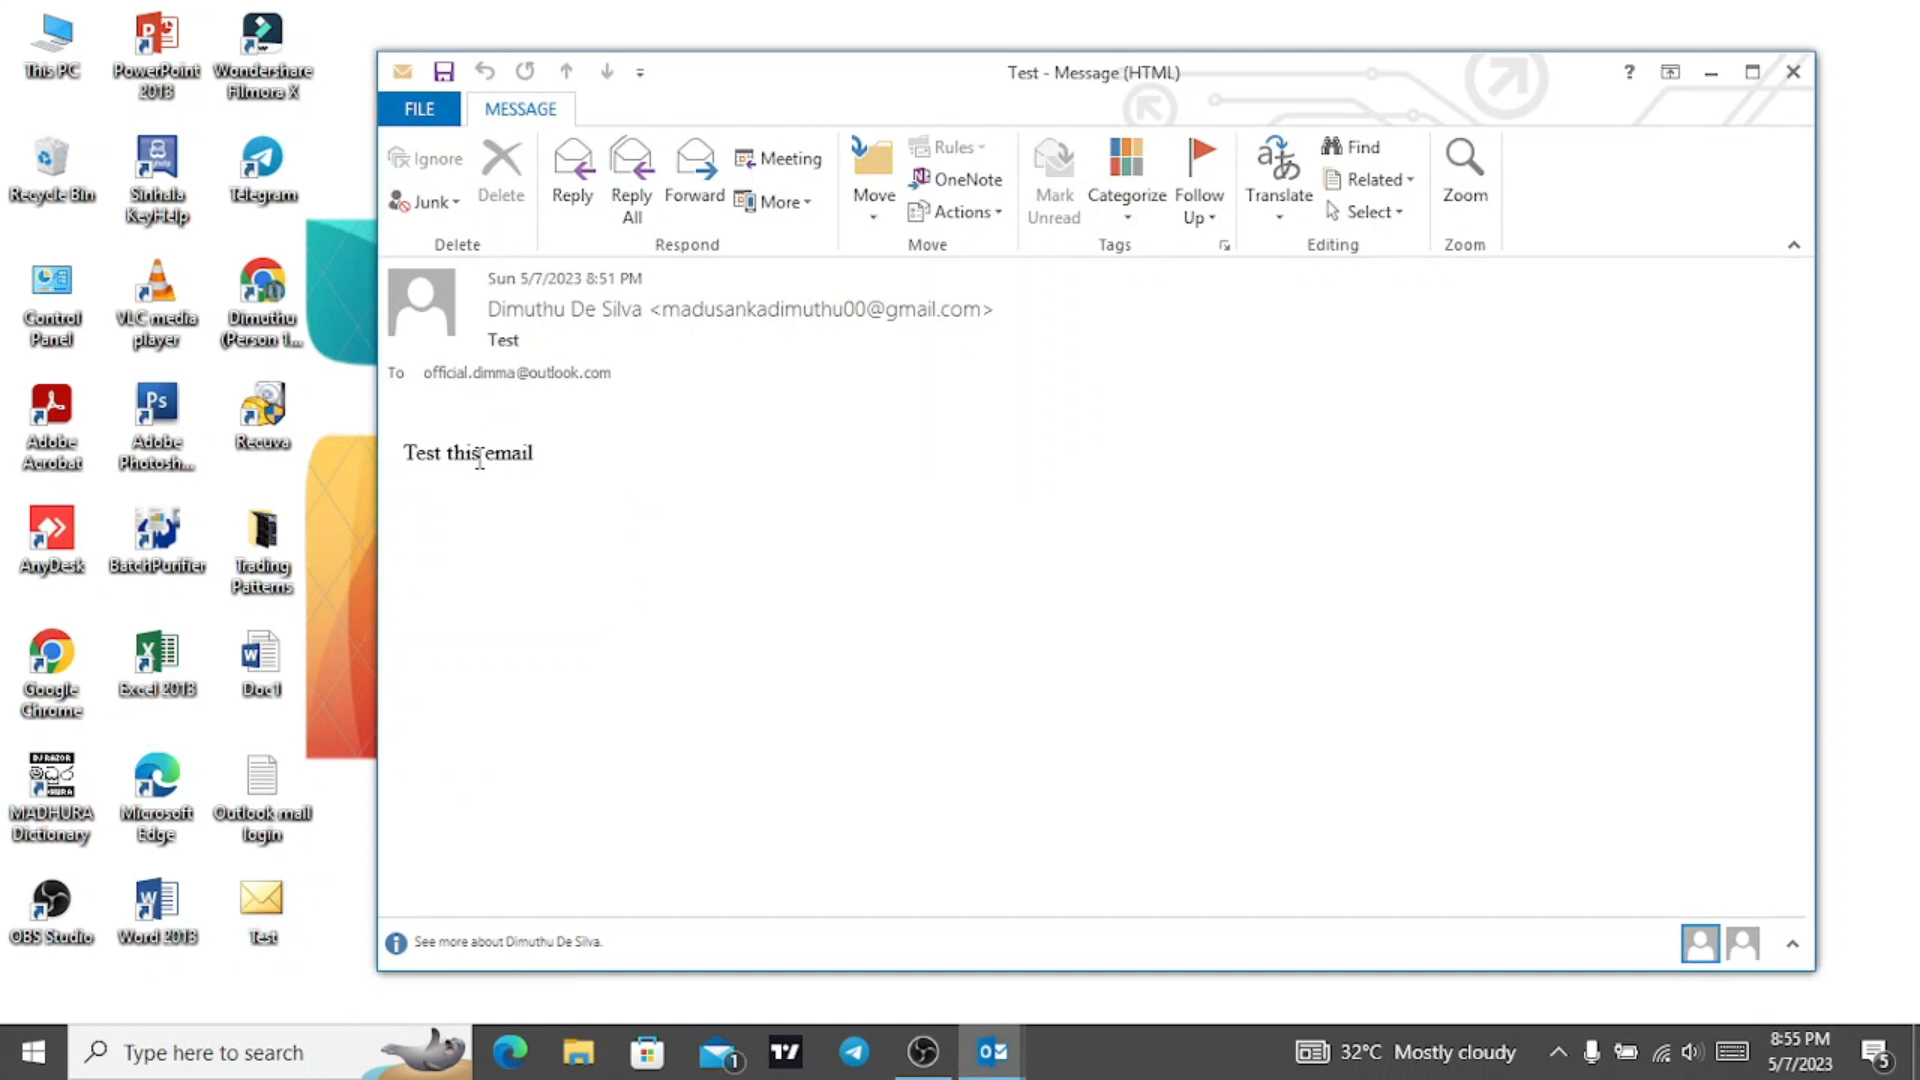 This PC
PowerPoint
2013
Wondershare
Filmora X
Recycle Bin
Sinhala
KeyHelp
Telegram
Control
Panel
VLC media
player
Dimuthu
(Person 1...
Adobe
Acrobat
Adobe
Photosh...
Recuva
AnyDesk
BatchPurifier
Trading
Patterns
Google
Chrome
Excel 2013
Doc1
MADHURA
Dictionary
Microsoft
Edge
Outlook mail
login
OBS Studio
Word 2013
Test
Test - Message (HTML)
FILE
MESSAGE
Ignore
Junk
Delete
Delete
Reply
Reply
All
Forward
Meeting
More
Respond
Move
Rules
OneNote
Actions
Move
Mark
Unread
Categorize
Follow
Up
Tags
Translate
Find
Related
Select
Editing
Zoom
Zoom
Sun 5/7/2023 8:51 PM
Dimuthu De Silva <madusankadimuthu00@gmail.com>
Test
To official.dimma@outlook.com
Test this email
See more about Dimuthu De Silva.
Type here to search
1
32°C Mostly cloudy
8:55 PM
5/7/2023
5